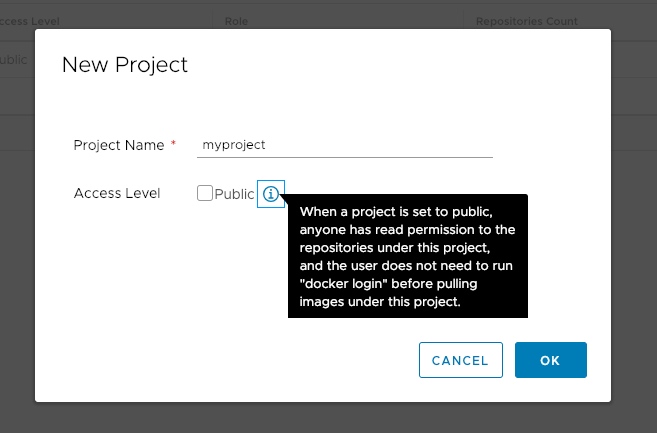 ccess Level Role Repositories Count
ublic
New Project
Project Name * myproject
Access Level Public
When a project is set to public,
anyone has read permission to the
repositories under this project,
and the user does not need to run
"docker login" before pulling
images under this project.
CANCEL OK